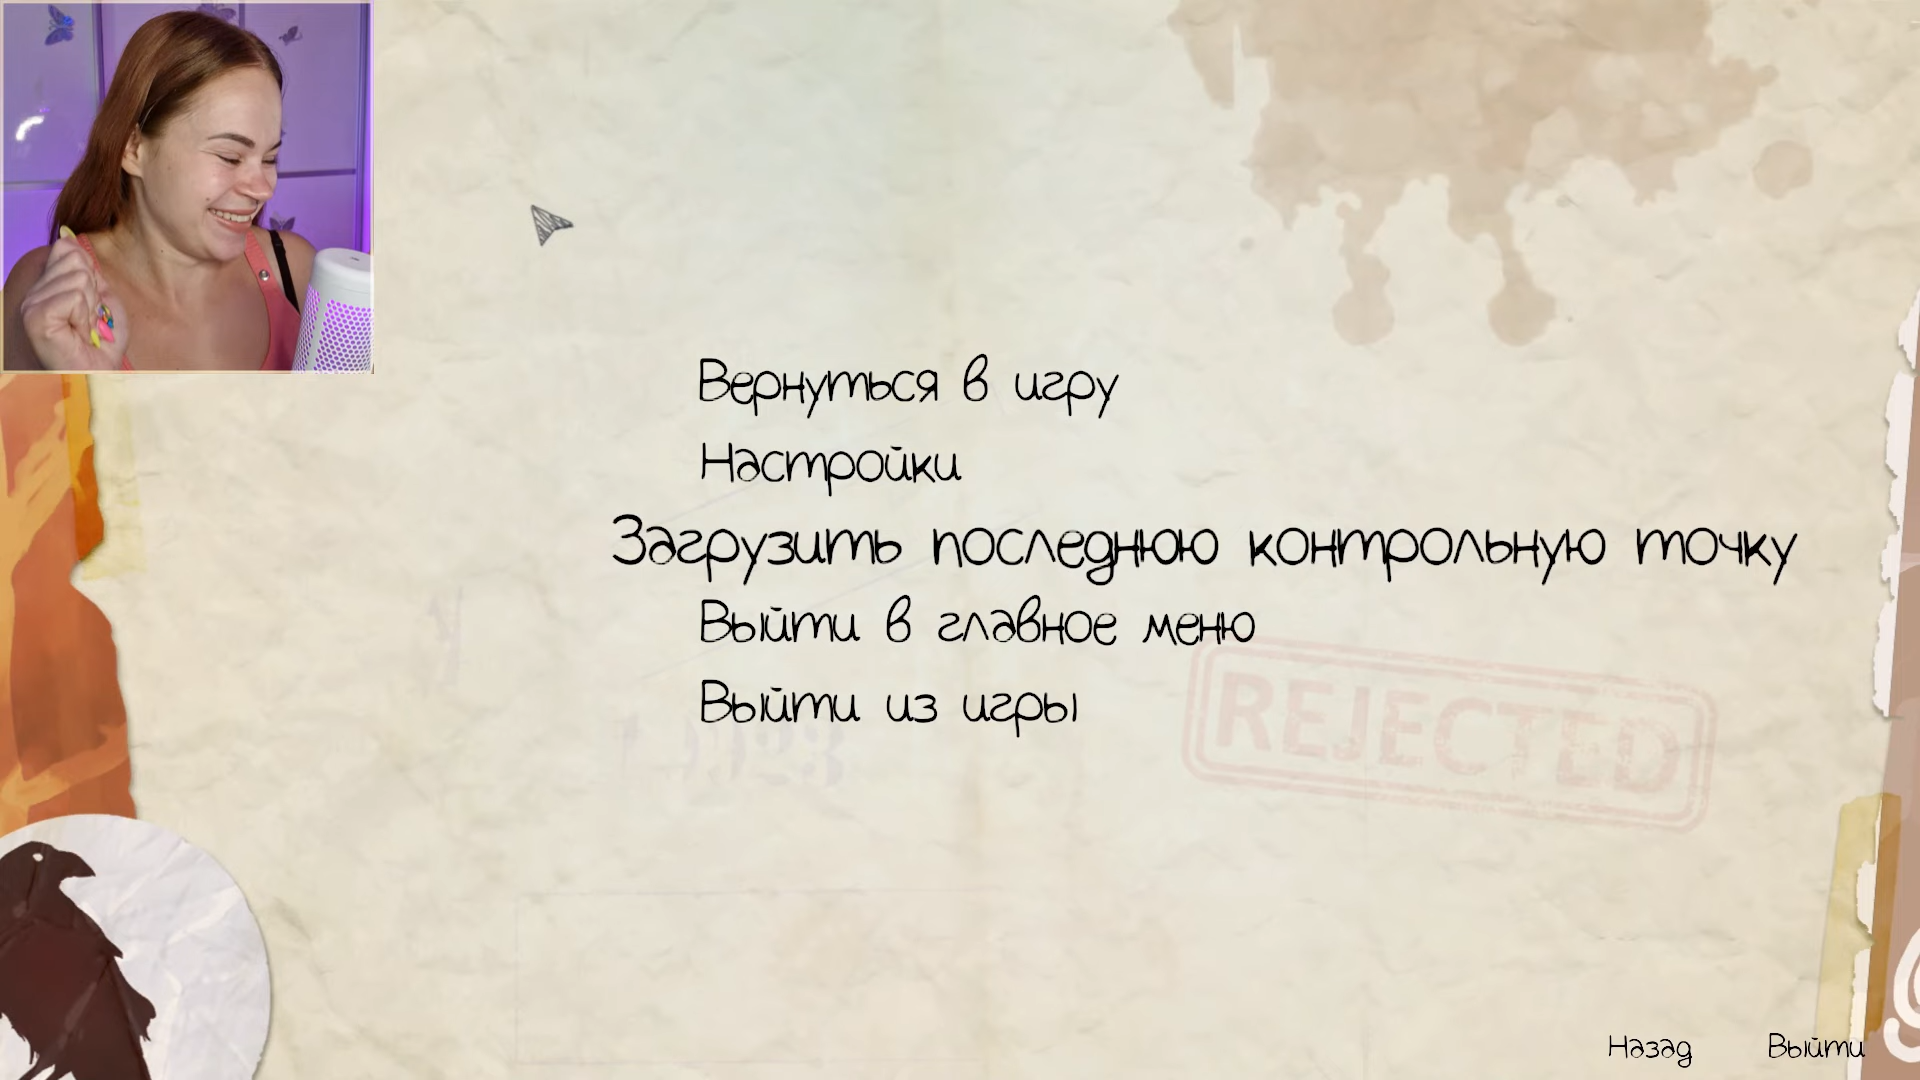 Вернуться в игру
Настройки
Загрузить последнюю контрольную точку
Выйти в главное меню
Выйти из игры
REJECTED
Назад Выйти